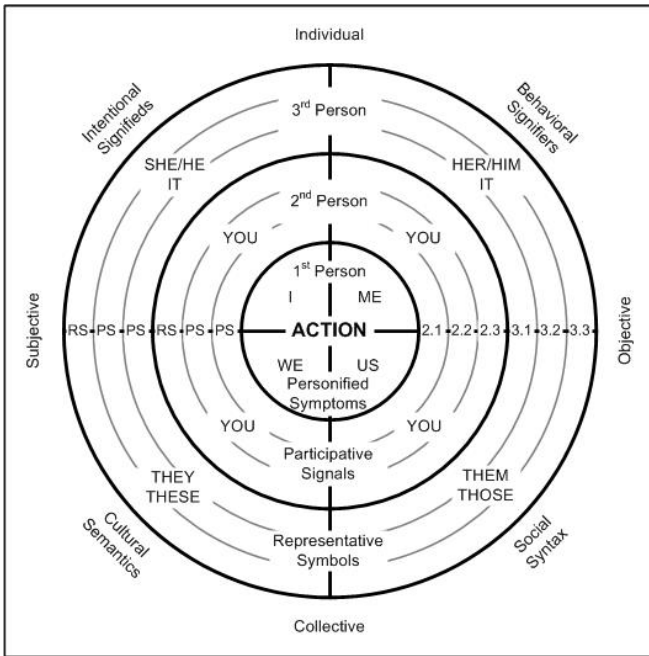 Individual
Intentional
Signifieds
Behavioral
Signifiers
3rd Person
SHE/HE
IT
HER/HIM
IT
2nd Person
YOU
YOU
1st Person
I
ME
Subjective
RS
PS
PS
RS
PS
PS
ACTION
2.1
2.2
2.3
3.1
3.2
3.3
Objective
WE
US
Personified
Symptoms
YOU
YOU
Participative
Signals
THEY
THESE
THEM
THOSE
Cultural
Semantics
Representative
Symbols
Social
Syntax
Collective